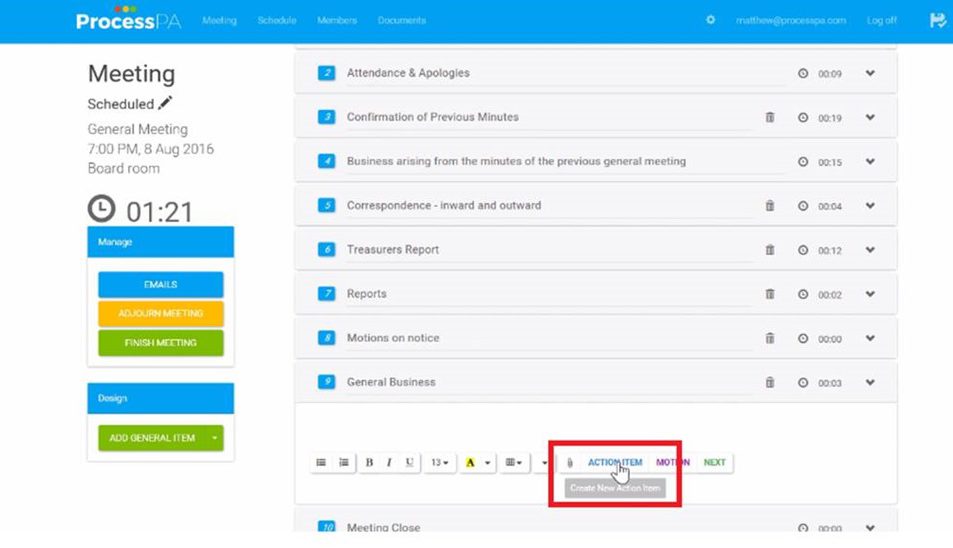 ProcessPA Meeting Schedule Members Documents matthew@processpa.com Log off
Meeting
Scheduled
General Meeting
7:00 PM, 8 Aug 2016
Board room
01:21
Manage
EMAILS
ADJOURN MEETING
FINISH MEETING
Design
ADD GENERAL ITEM
2 Attendance & Apologies 00:09
3 Confirmation of Previous Minutes 00:19
4 Business arising from the minutes of the previous general meeting 00:15
5 Correspondence - inward and outward 00:04
6 Treasurers Report 00:12
7 Reports 00:02
8 Motions on notice 00:00
9 General Business 00:03
B I U 13 A ACTION ITEM MOTION NEXT
Create New Action Item
10 Meeting Close 00:00